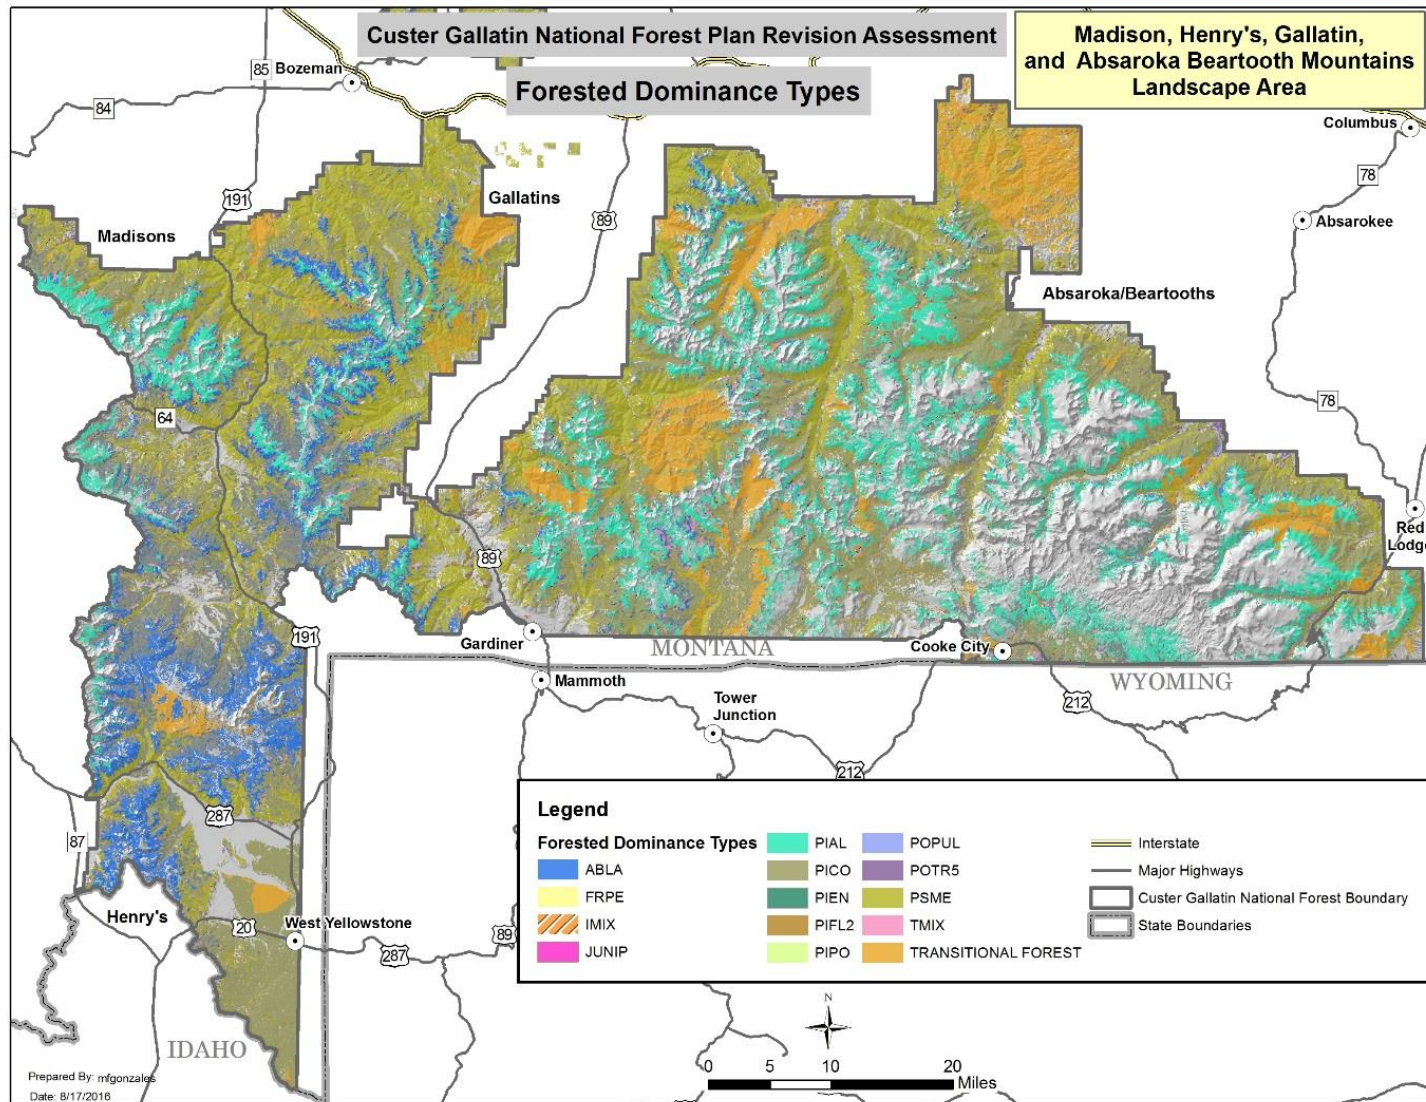 Custer Gallatin National Forest Plan Revision Assessment
Forested Dominance Types
Madison, Henry's, Gallatin,
and Absaroka Beartooth Mountains
Landscape Area
85
Bozeman
84
Columbus
78
191
Gallatins
89
Absarokee
Madisons
Absaroka/Beartooths
78
64
Red
Lodge
89
191
Gardiner
MONTANA
Cooke City
Mammoth
WYOMING
212
Tower
Junction
212
287
87
Henry's
20
West Yellowstone
89
287
IDAHO
Legend
Forested Dominance Types
ABLA
FRPE
IMIX
JUNIP
PIAL
PICO
PIEN
PIFL2
PIPO
POPUL
POTR5
PSME
TMIX
TRANSITIONAL FOREST
Interstate
Major Highways
Custer Gallatin National Forest Boundary
State Boundaries
N
0 5 10 20
Miles
Prepared By: mfgonzales
Date: 8/17/2016